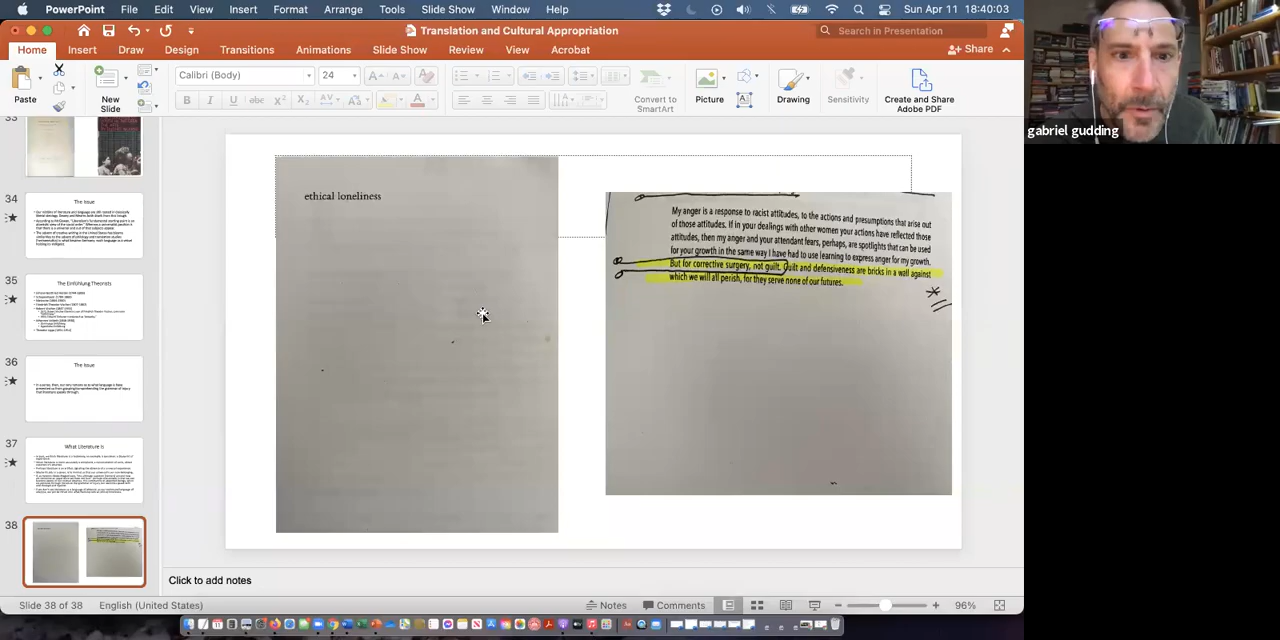 PowerPoint File Edit View Insert Format Arrange Tools Slide Show Window Help Sun Apr 11 18:40:03
Translation and Cultural Appropriation
Search in Presentation
Home Insert Draw Design Transitions Animations Slide Show Review View Acrobat
Share
Paste
New
Slide
Calibri (Body) 24
Convert to
SmartArt
Picture
Drawing
Sensitivity
Create and Share
Adobe PDF
gabriel gudding
33
34
The Issue
35
The Einfühlung Theorists
36
The Issue
37
What Literature Is
38
ethical loneliness
My anger is a response to racist attitudes, to the actions and presumptions that arise out
of those attitudes. If in your dealings with other women your actions have reflected those
attitudes, then my anger and your attendant fears, perhaps, are spotlights that can be used
for your growth in the same way I have had to use learning to express anger for my growth.
But for corrective surgery, not guilt. Guilt and defensiveness are bricks in a wall against
which we will all perish, for they serve none of our futures.
Click to add notes
Slide 38 of 38 English (United States) Notes Comments 96%